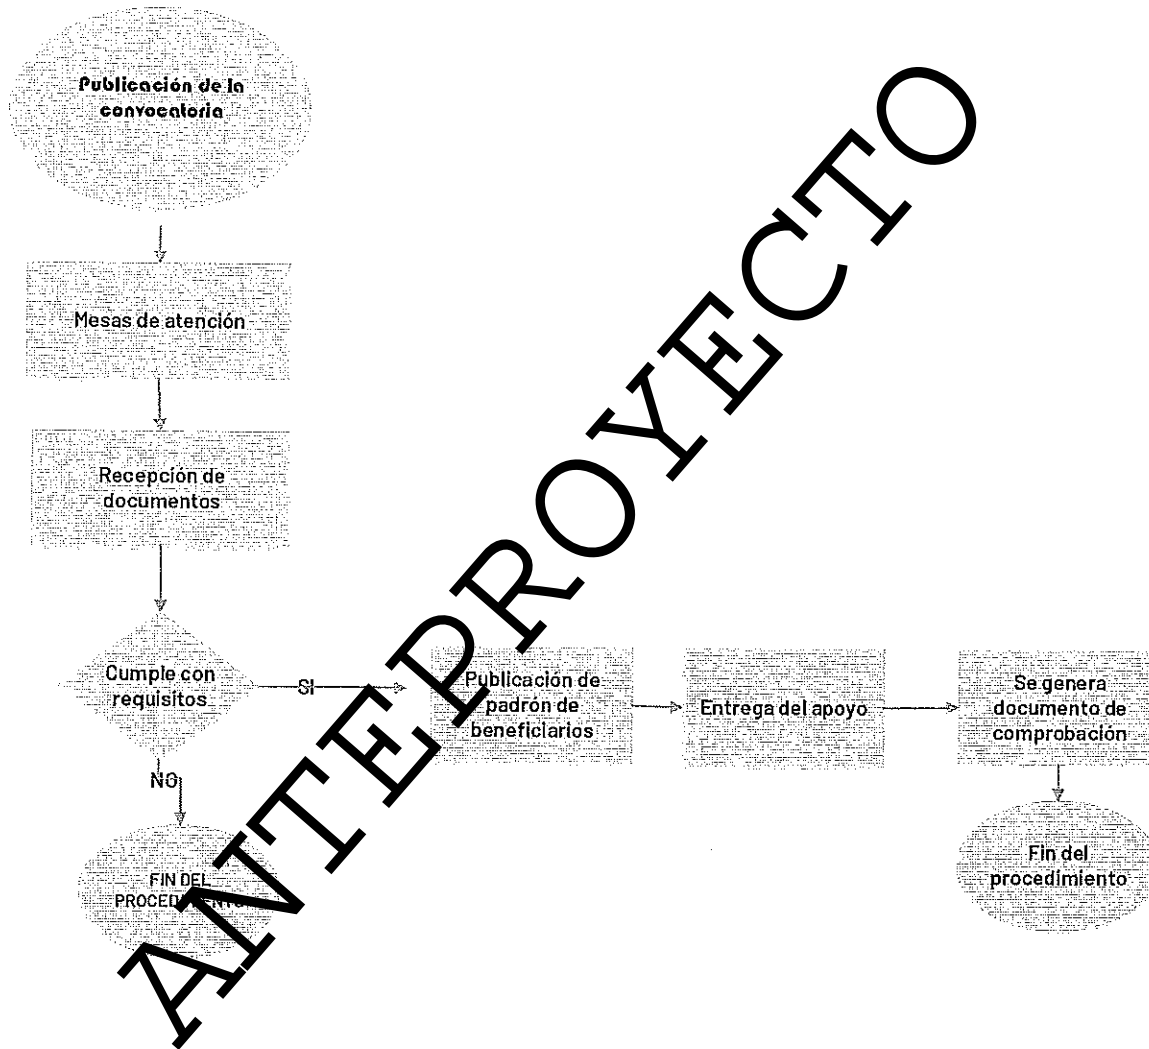 Publicación de la
convocatoria
Mesas de atención
Recepción de
documentos
Cumple con
requisitos
SI
Publicación de
padrón de
beneficiarios
Entrega del apoyo
Se genera
documento de
comprobación
NO
FIN DEL
PROCEDIMIENTO
Fin del
procedimiento
ANTEPROYECTO